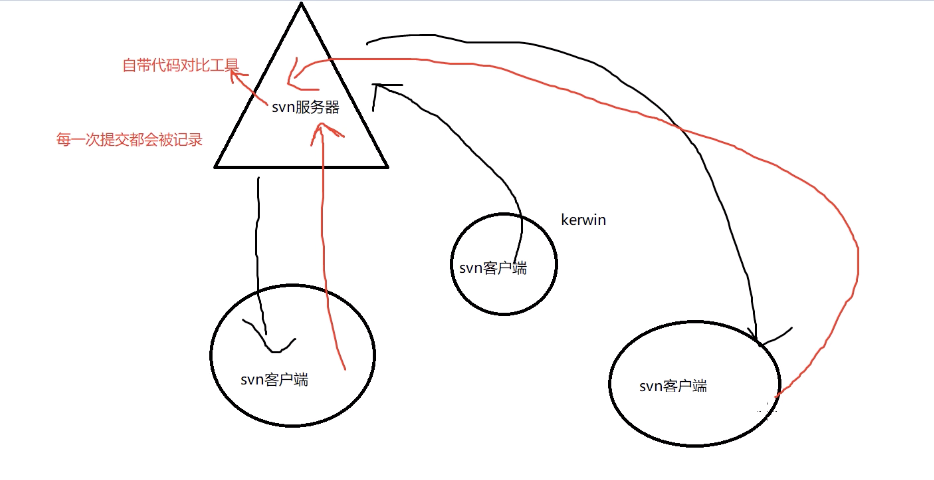 自带代码对比工具
svn服务器
每一次提交都会被记录
kerwin
svn客户端
svn客户端
svn客户端